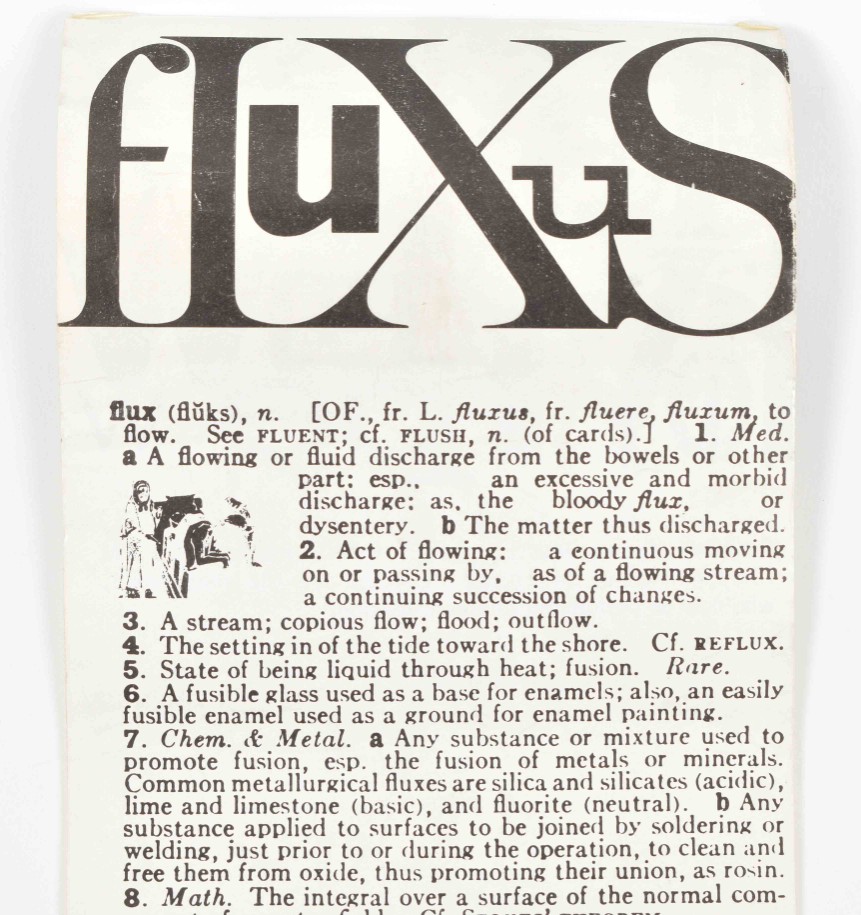 fluXuS
flux (flŭks), n. [OF., fr. L. fluxus, fr. fluere, fluxum, to
flow. See FLUENT; cf. FLUSH, n. (of cards).] 1. Med.
a A flowing or fluid discharge from the bowels or other
part: esp., an excessive and morbid
discharge: as, the bloody flux, or
dysentery. b The matter thus discharged.
2. Act of flowing: a continuous moving
on or passing by, as of a flowing stream;
a continuing succession of changes.
3. A stream; copious flow; flood; outflow.
4. The setting in of the tide toward the shore. Cf. REFLUX.
5. State of being liquid through heat; fusion. Rare.
6. A fusible glass used as a base for enamels; also, an easily
fusible enamel used as a ground for enamel painting.
7. Chem. & Metal. a Any substance or mixture used to
promote fusion, esp. the fusion of metals or minerals.
Common metallurgical fluxes are silica and silicates (acidic),
lime and limestone (basic), and fluorite (neutral). b Any
substance applied to surfaces to be joined by soldering or
welding, just prior to or during the operation, to clean and
free them from oxide, thus promoting their union, as rosin.
8. Math. The integral over a surface of the normal com-